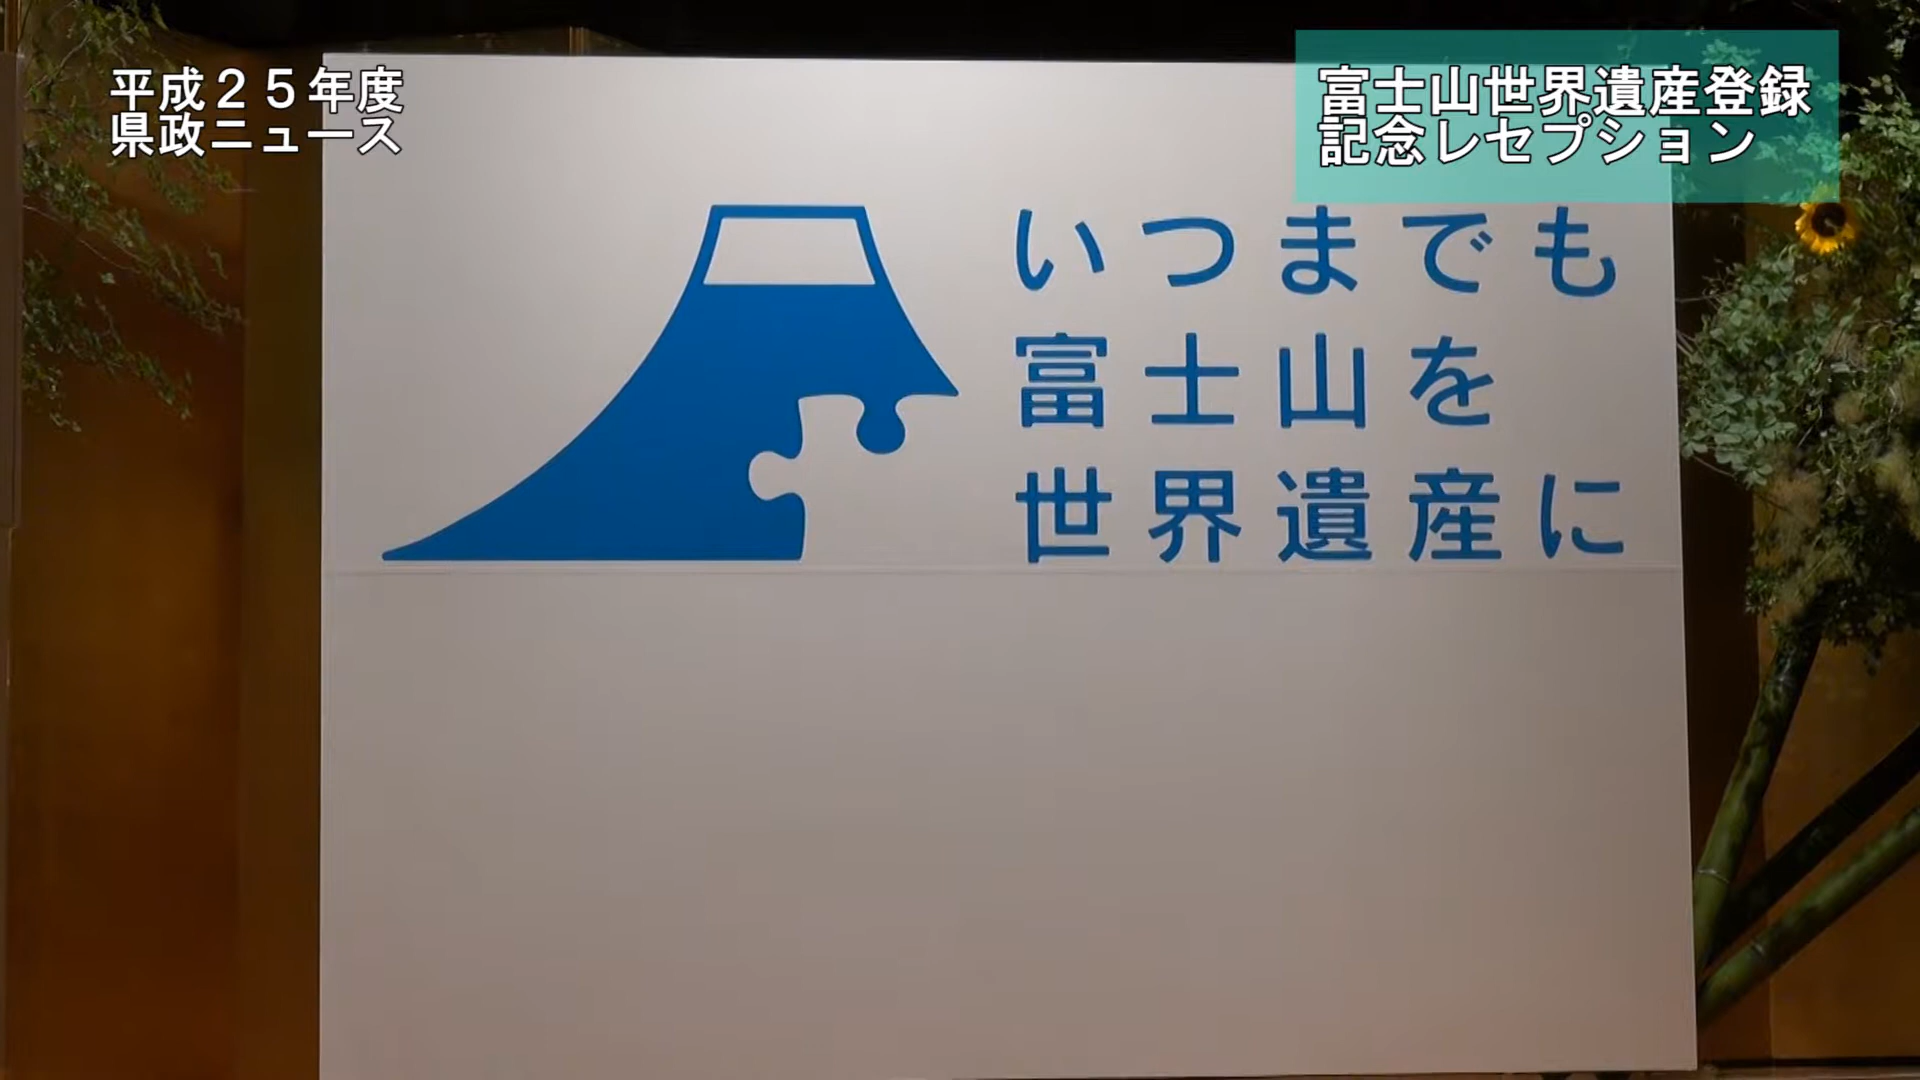 平成２５年度
県政ニュース
富士山世界遺産登録
記念レセプション
いつまでも
富士山を
世界遺産に